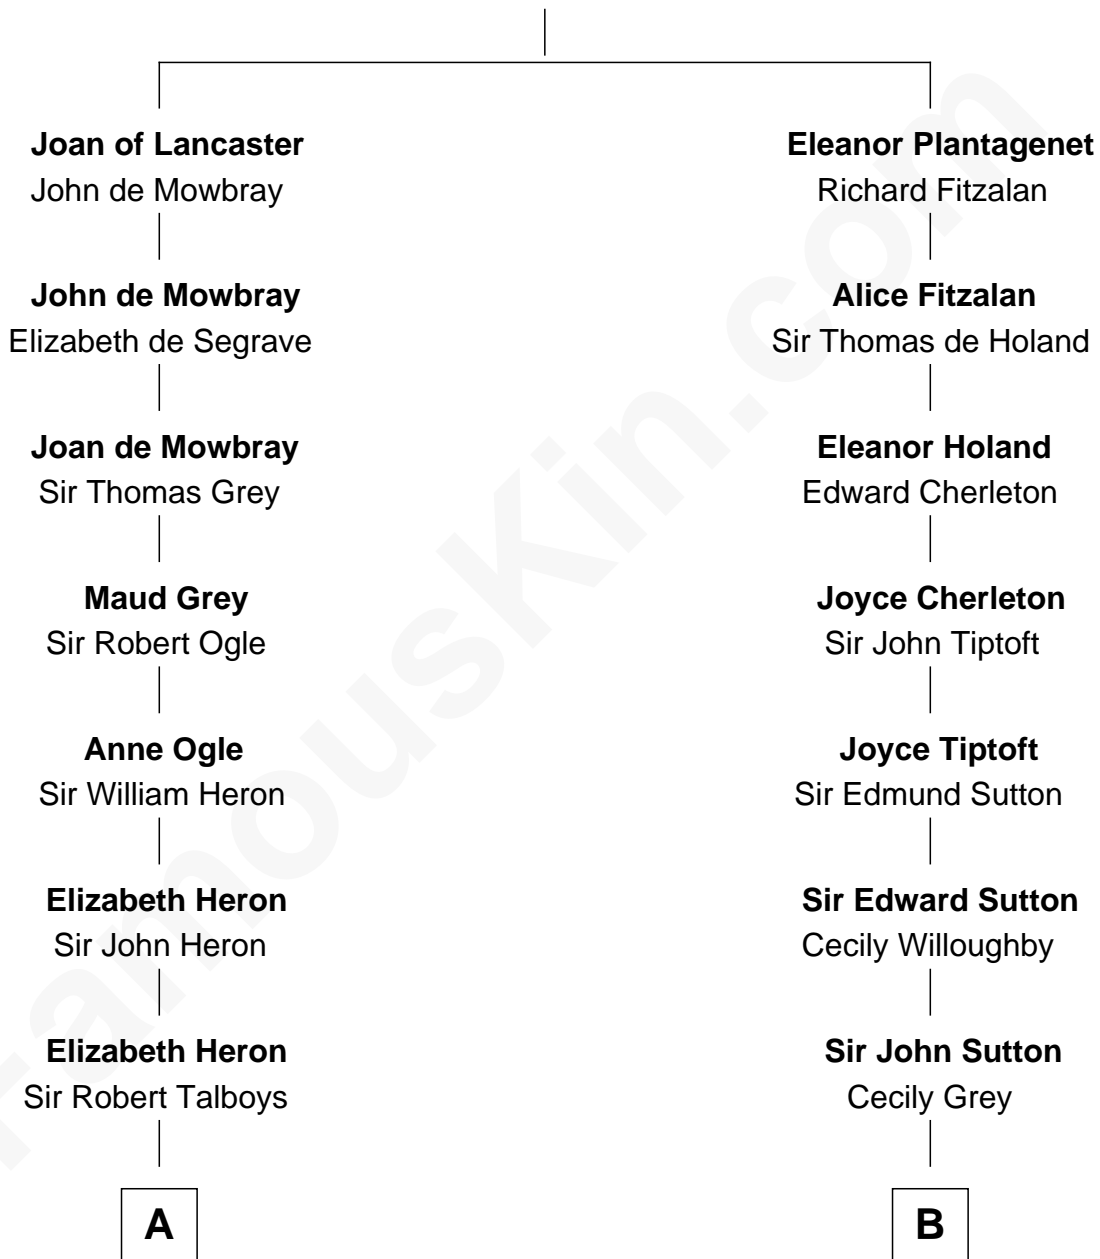 Joan of Lancaster
John de Mowbray
John de Mowbray
Elizabeth de Segrave
Joan de Mowbray
Sir Thomas Grey
Maud Grey
Sir Robert Ogle
Anne Ogle
Sir William Heron
Elizabeth Heron
Sir John Heron
Elizabeth Heron
Sir Robert Talboys
A
Eleanor Plantagenet
Richard Fitzalan
Alice Fitzalan
Sir Thomas de Holand
Eleanor Holand
Edward Cherleton
Joyce Cherleton
Sir John Tiptoft
Joyce Tiptoft
Sir Edmund Sutton
Sir Edward Sutton
Cecily Willoughby
Sir John Sutton
Cecily Grey
B
FamousKin.com